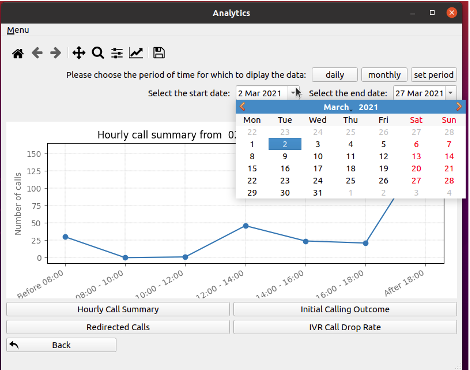 Analytics
Menu
Please choose the period of time for which to diplay the data: daily monthly set period
Select the start date: 2 Mar 2021 Select the end date: 27 Mar 2021
March, 2021
Mon Tue Wed Thu Fri Sat Sun
22 23 24 25 26 27 28
1 2 3 4 5 6 7
8 9 10 11 12 13 14
15 16 17 18 19 20 21
22 23 24 25 26 27 28
29 30 31 1 2 3 4
Hourly call summary from 02
Number of calls
150
125
100
75
50
25
0
Before 08:00
08:00 - 10:00
10:00 - 12:00
12:00 - 14:00
14:00 - 16:00
16:00 - 18:00
After 18:00
Hourly Call Summary Initial Calling Outcome
Redirected Calls IVR Call Drop Rate
Back